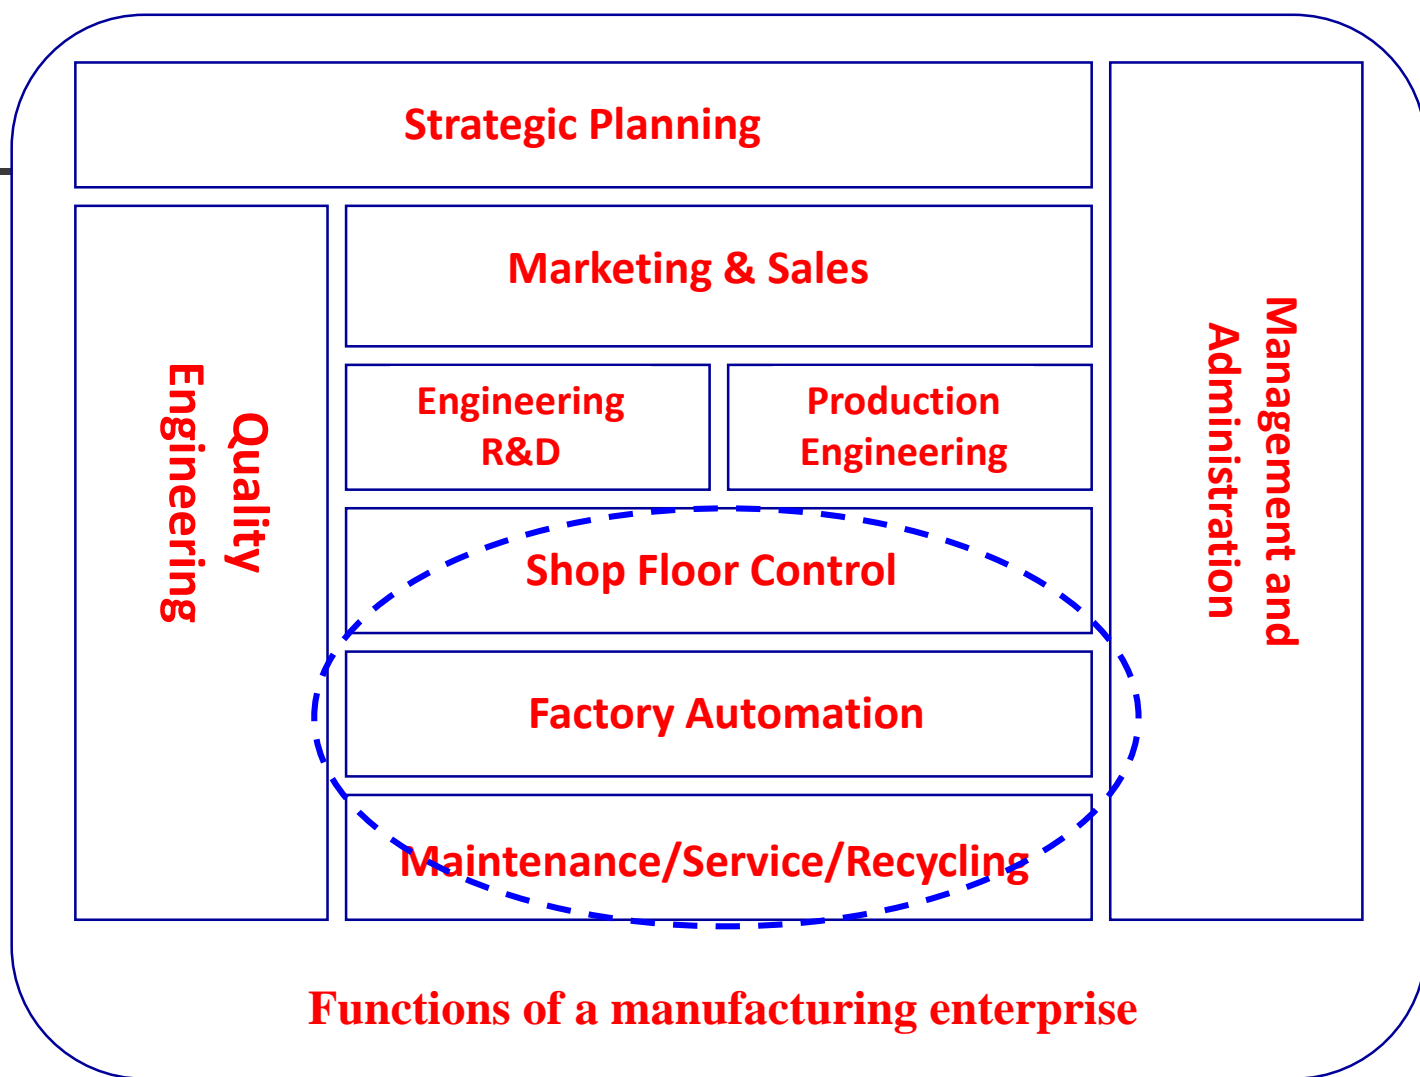 Strategic Planning
Marketing & Sales
Quality
Engineering
Engineering
R&D
Production
Engineering
Management and
Administration
Shop Floor Control
Factory Automation
Maintenance/Service/Recycling
Functions of a manufacturing enterprise